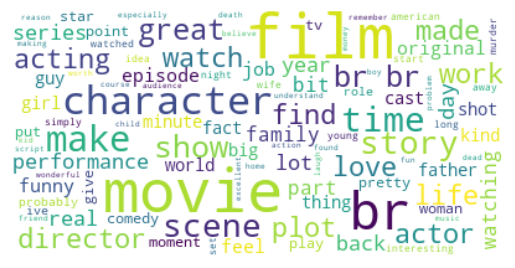 reason especially death
star
making point watched
great
remember american
series
believe
tv
film
made
money
start
murder
acting
idea
watch
original
worth
guy
episode night job year
br br
work
course audience
wife
bit
boy
understand
role
cast
problem
away
girl
character
find
time
day
shot
simply
minute
fact
family
young
long
put
make
show
big
story
kind
kid
child
action
found
dead
performance
world
lot
love
father
script
wonderful
excellent
home
laugh
fun
funny
give
movie
part
pretty
br
life
watching
probably
thing
woman
ive
real
comedy
scene
plot
music
friend
director
moment
set
feel
play
back
actor
interesting